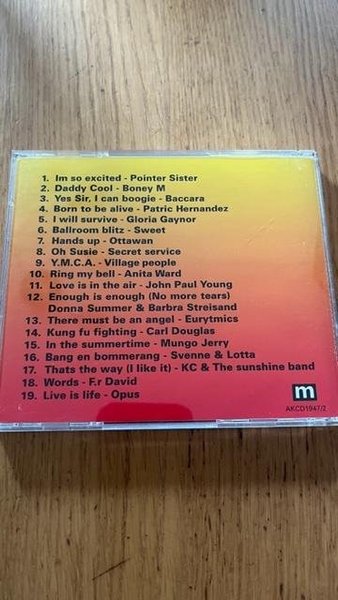 1. Im so excited - Pointer Sister
2. Daddy Cool - Boney M
3. Yes Sir, I can boogie - Baccara
4. Born to be alive - Patric Hernandez
5. I will survive - Gloria Gaynor
6. Ballroom blitz - Sweet
7. Hands up - Ottawan
8. Oh Susie - Secret service
9. Y.M.C.A. - Village people
10. Ring my bell - Anita Ward
11. Love is in the air - John Paul Young
12. Enough is enough (No more tears)
Donna Summer & Barbra Streisand
13. There must be an angel - Eurytmics
14. Kung fu fighting - Carl Douglas
15. In the summertime - Mungo Jerry
16. Bang en bommerang - Svenne & Lotta
17. Thats the way (I like it) - KC & The sunshine band
18. Words - F.r David
19. Live is life - Opus
m
AKCD1947/2